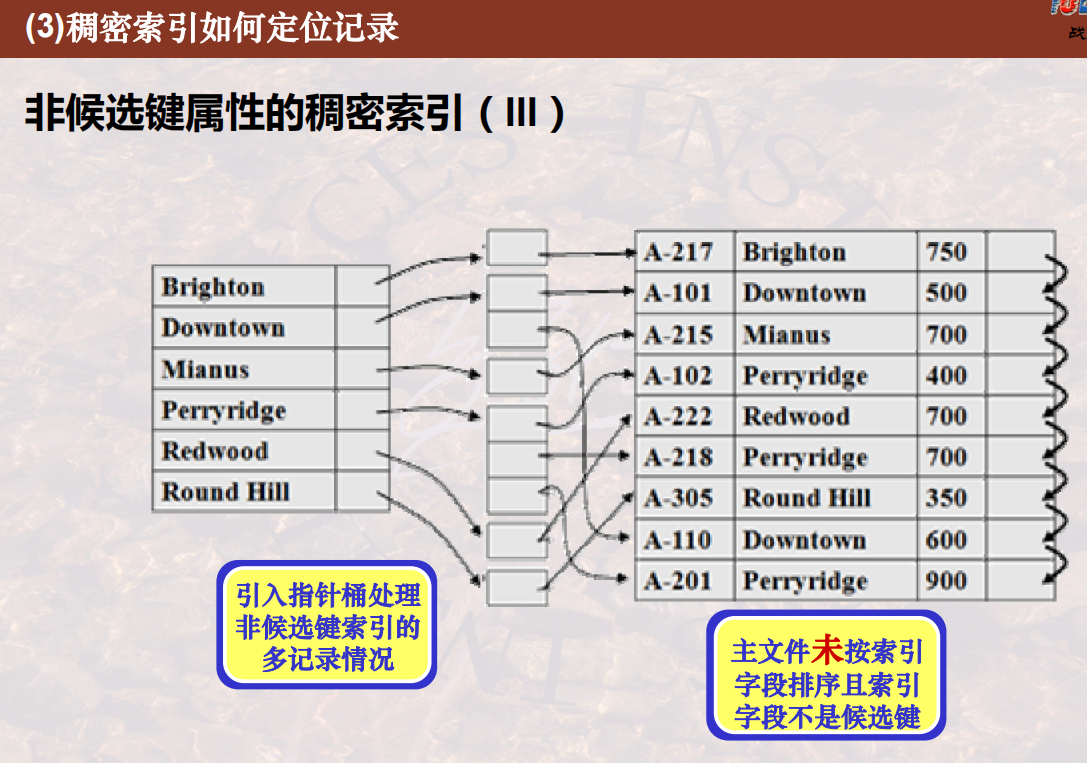 (3)稠密索引如何定位记录
战
非候选键属性的稠密索引（III）
Brighton
Downtown
Mianus
Perryridge
Redwood
Round Hill
A-217 Brighton 750
A-101 Downtown 500
A-215 Mianus 700
A-102 Perryridge 400
A-222 Redwood 700
A-218 Perryridge 700
A-305 Round Hill 350
A-110 Downtown 600
A-201 Perryridge 900
引入指针桶处理
非候选键索引的
多记录情况
主文件未按索引
字段排序且索引
字段不是候选键